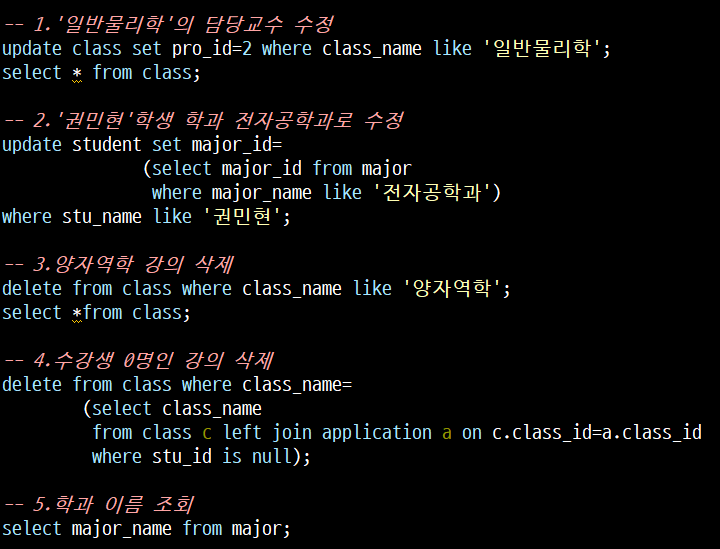 -- 1.'일반물리학'의 담당교수 수정
update class set pro_id=2 where class_name like '일반물리학';
select * from class;
-- 2.'권민현'학생 학과 전자공학과로 수정
update student set major_id=
(select major_id from major
where major_name like '전자공학과')
where stu_name like '권민현';
-- 3.양자역학 강의 삭제
delete from class where class_name like '양자역학';
select *from class;
-- 4.수강생 0명인 강의 삭제
delete from class where class_name=
(select class_name
from class c left join application a on c.class_id=a.class_id
where stu_id is null);
-- 5.학과 이름 조회
select major_name from major;